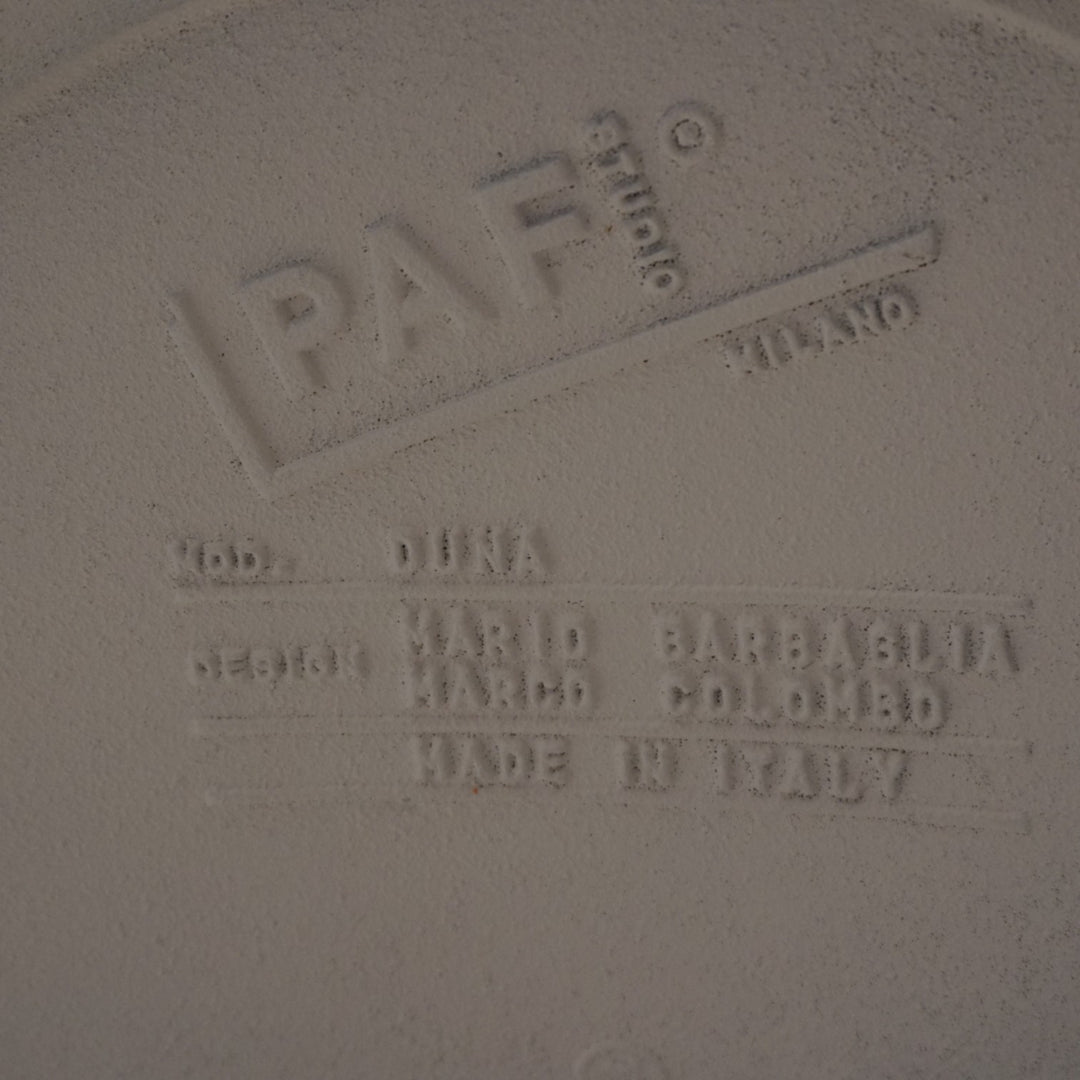 PAF
STUDIO
MILANO
MOD. DUNA
DESIGN MARIO BARBAGLIA
MARCO COLOMBO
MADE IN ITALY